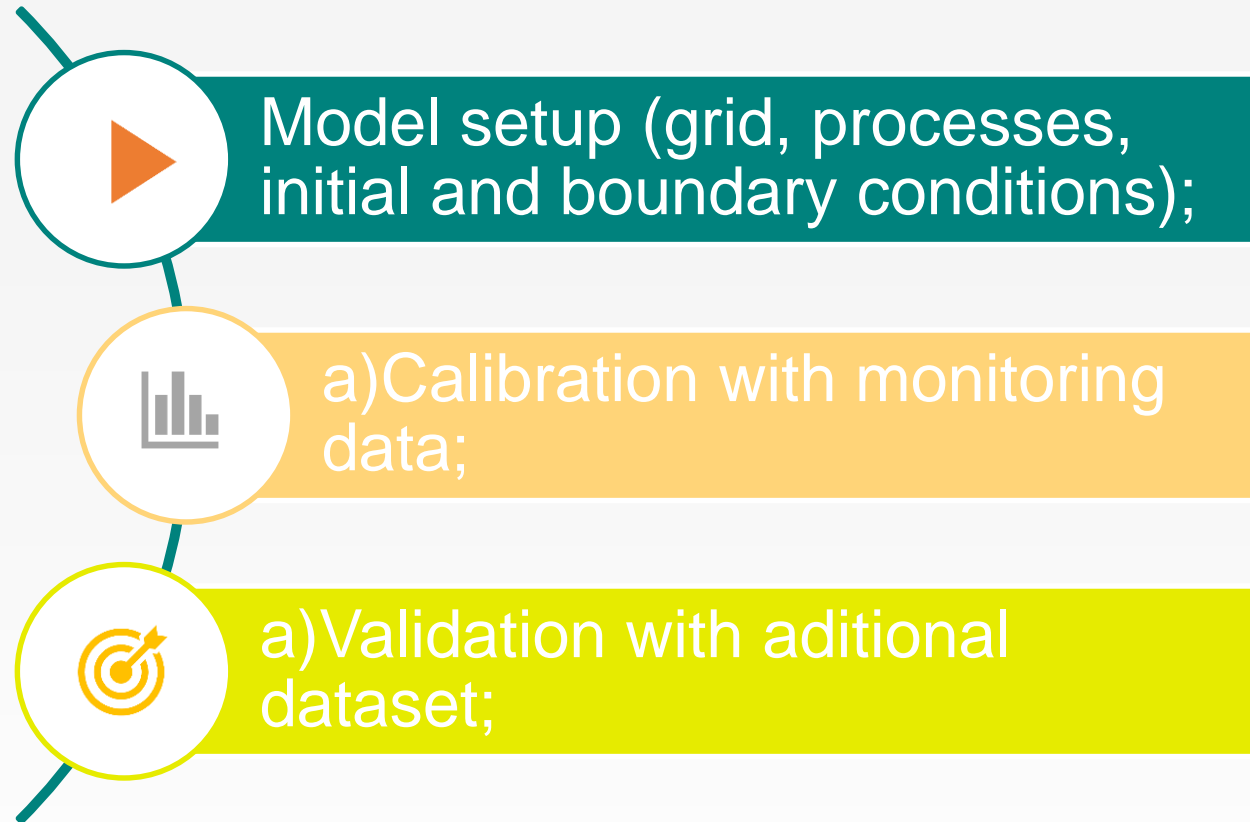 Model setup (grid, processes,
initial and boundary conditions);
a)Calibration with monitoring
data;
a)Validation with aditional
dataset;